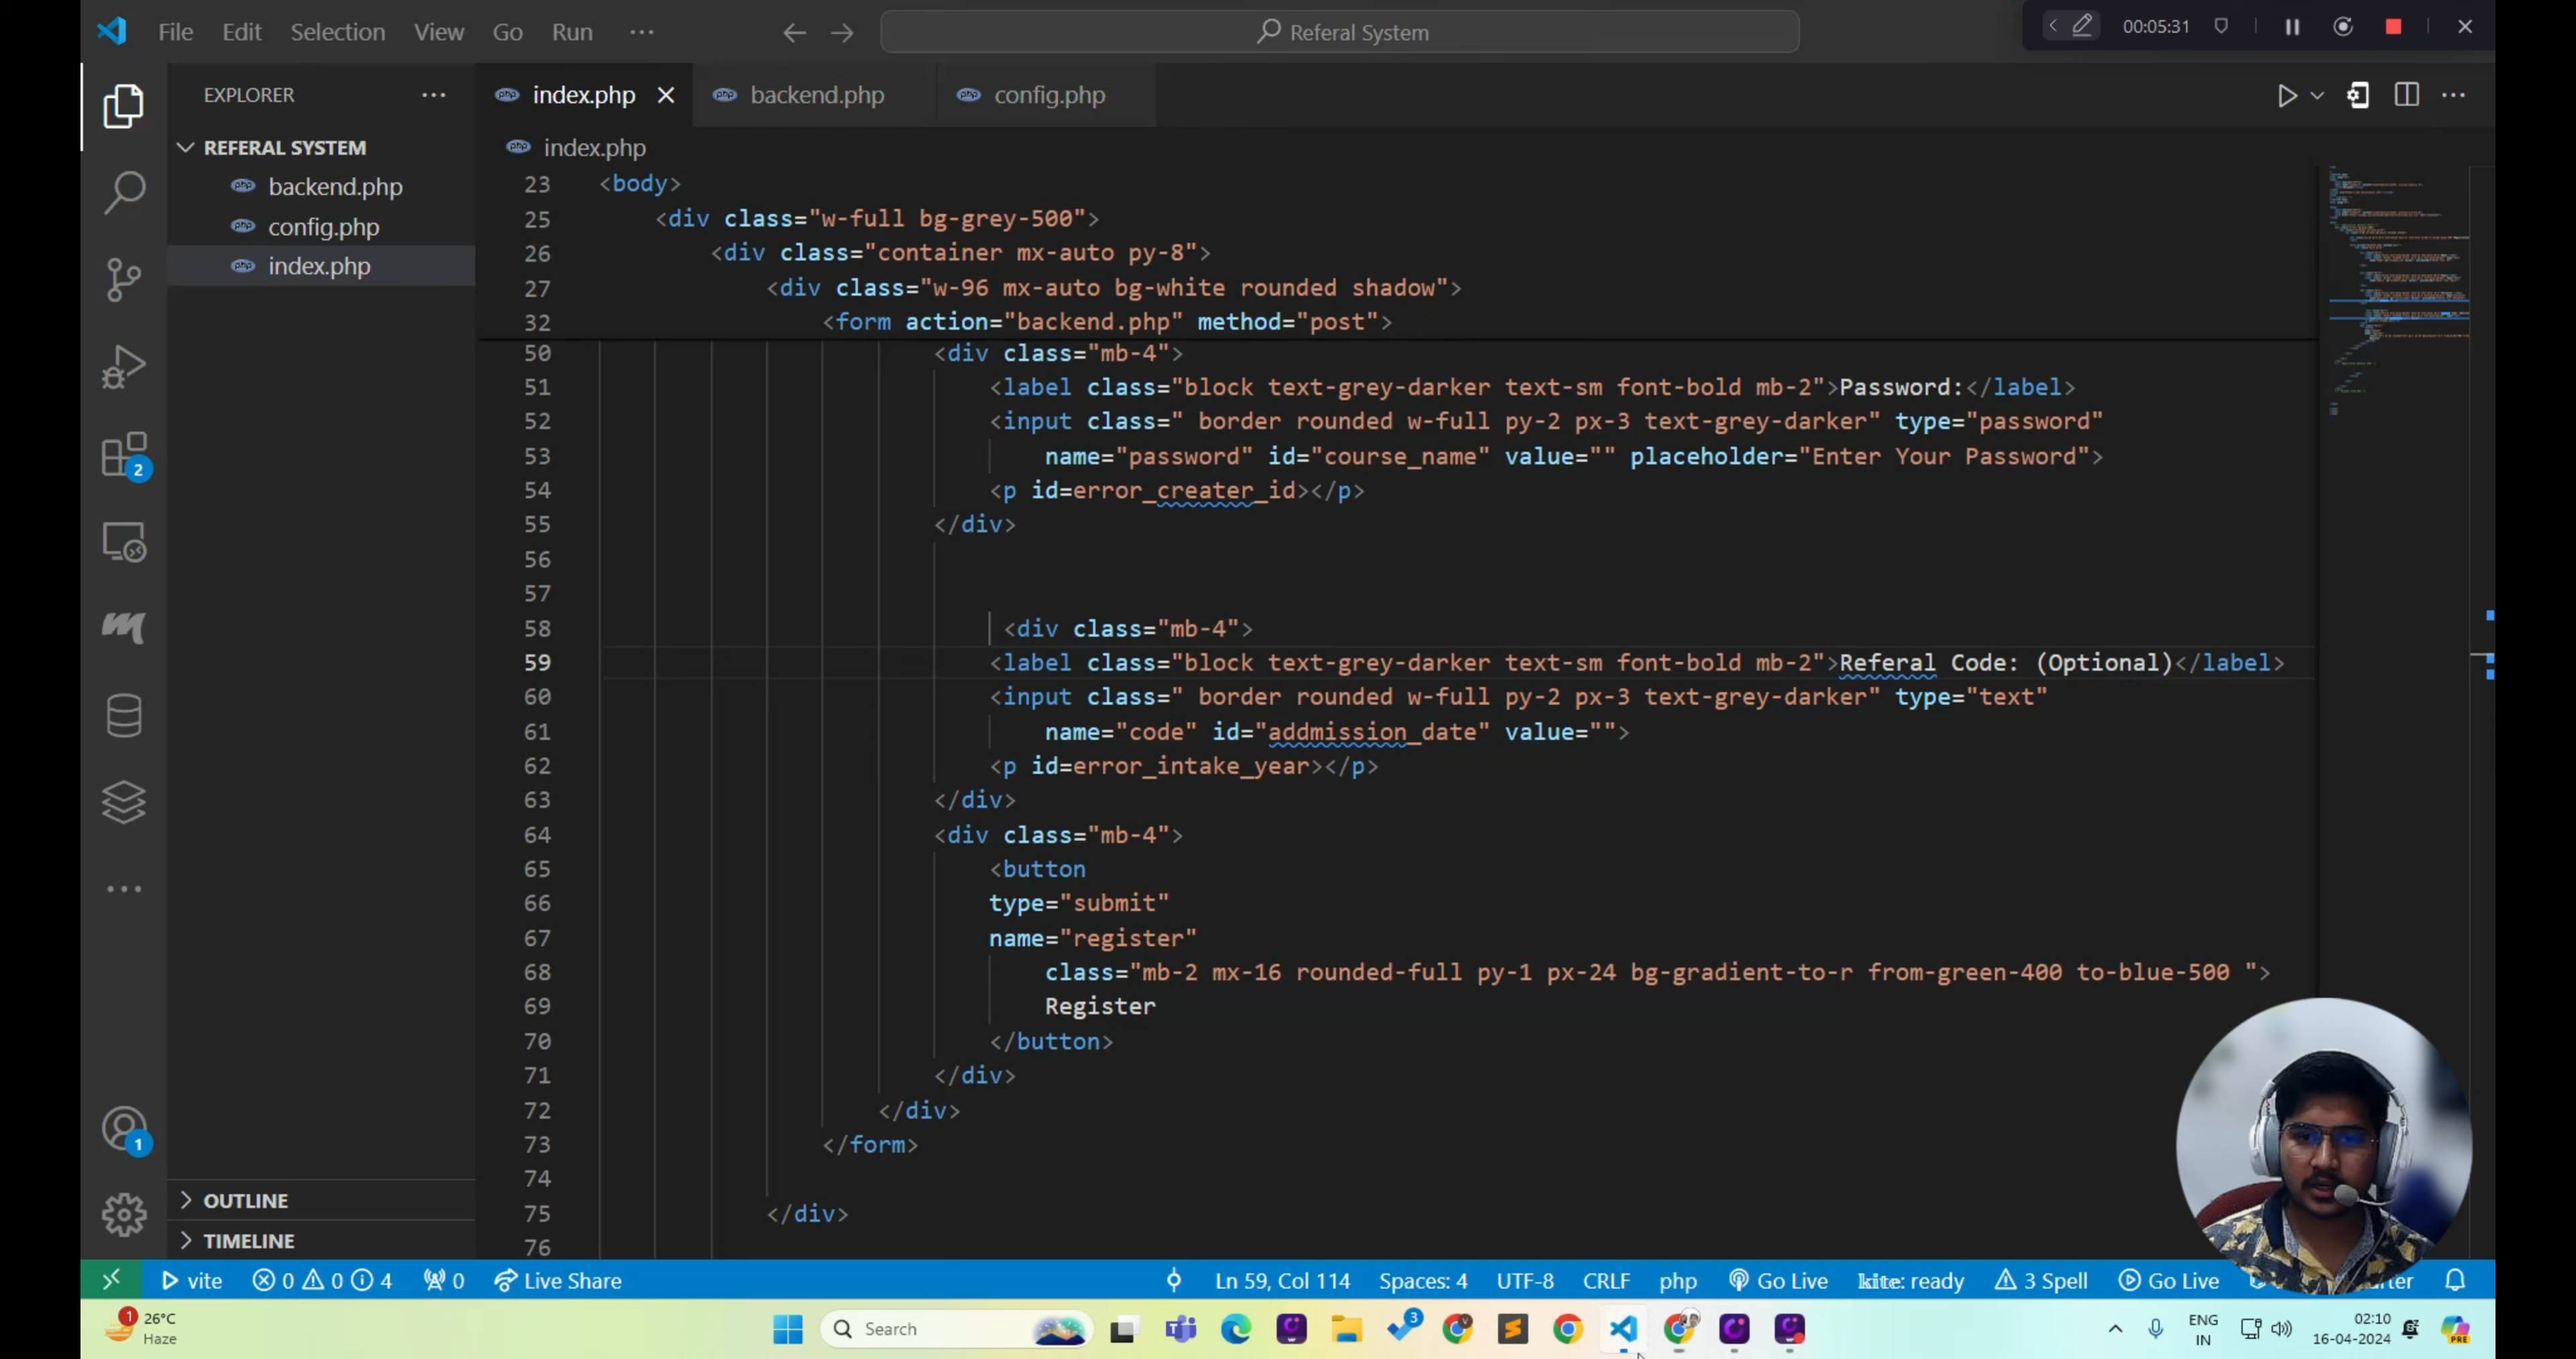 File Edit Selection View Go Run ...
Referal System
00:05:31
EXPLORER
index.php
backend.php
config.php
REFERAL SYSTEM
backend.php
config.php
index.php
index.php
23 <body>
25 <div class="w-full bg-grey-500">
26 <div class="container mx-auto py-8">
27 <div class="w-96 mx-auto bg-white rounded shadow">
32 <form action="backend.php" method="post">
50 <div class="mb-4">
51 <label class="block text-grey-darker text-sm font-bold mb-2">Password:</label>
52 <input class=" border rounded w-full py-2 px-3 text-grey-darker" type="password"
53 name="password" id="course_name" value="" placeholder="Enter Your Password">
54 <p id=error_creater_id></p>
55 </div>
56
57
58 <div class="mb-4">
59 <label class="block text-grey-darker text-sm font-bold mb-2">Referal Code: (Optional)</label>
60 <input class=" border rounded w-full py-2 px-3 text-grey-darker" type="text"
61 name="code" id="addmission_date" value="">
62 <p id=error_intake_year></p>
63 </div>
64 <div class="mb-4">
65 <button
66 type="submit"
67 name="register"
68 class="mb-2 mx-16 rounded-full py-1 px-24 bg-gradient-to-r from-green-400 to-blue-500 ">
69 Register
70 </button>
71 </div>
72 </div>
73 </form>
74
75 </div>
76
2
1
OUTLINE
TIMELINE
vite 0 0 4 0 Live Share Ln 59, Col 114 Spaces: 4 UTF-8 CRLF php Go Live kite: ready 3 Spell Go Live
1
26°C
Haze
Search
3
ENG
IN
02:10
16-04-2024
PRE